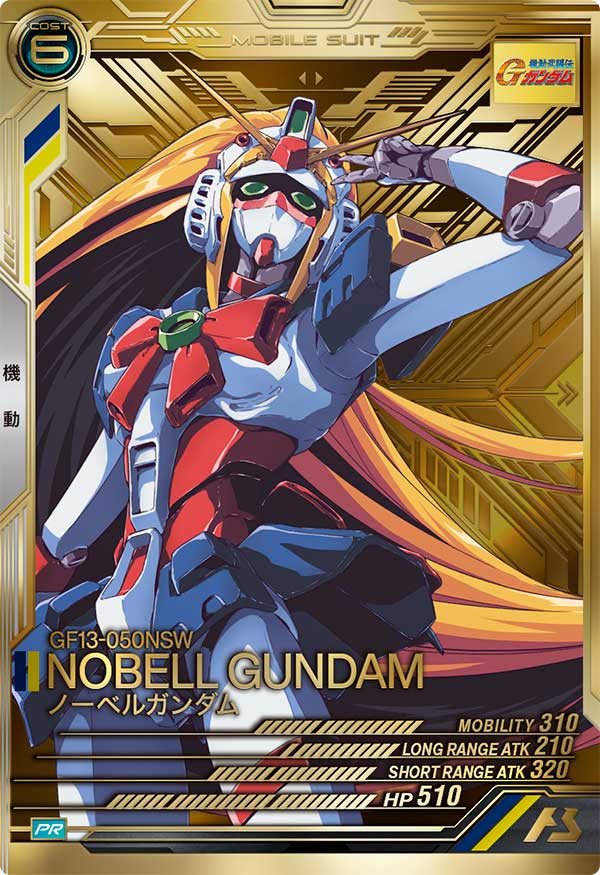 COST
6
MOBILE SUIT
機動武闘伝
Gガンダム
機動
GF13-050NSW
NOBELL GUNDAM
ノーベルガンダム
MOBILITY 310
LONG RANGE ATK 210
SHORT RANGE ATK 320
HP 510
PR